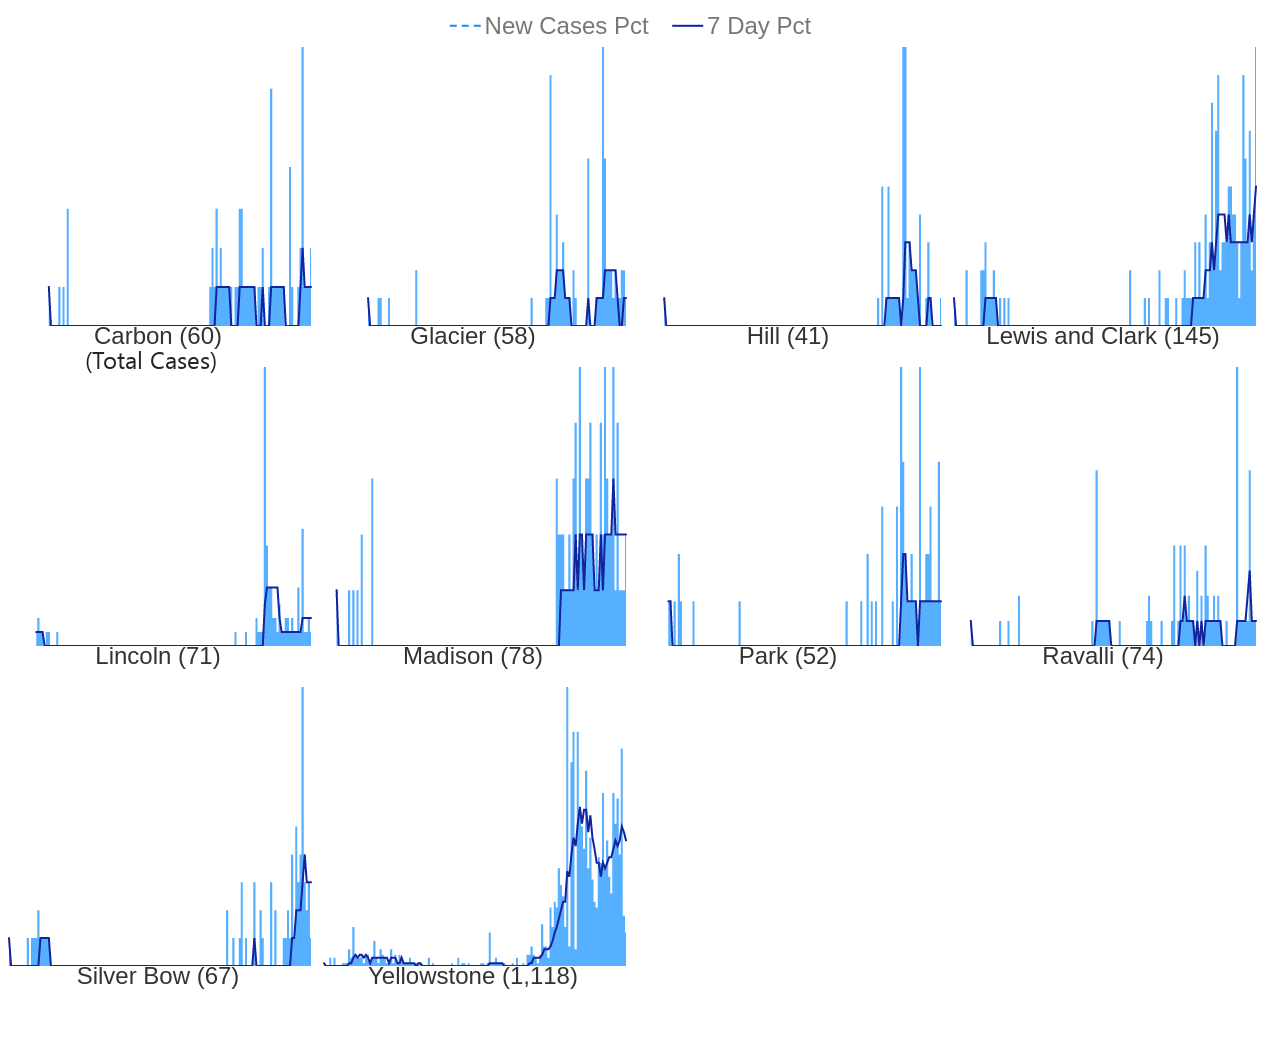 New Cases Pct 7 Day Pct
Carbon (60) Glacier (58) Hill (41) Lewis and Clark (145)
(Total Cases)
Lincoln (71) Madison (78) Park (52) Ravalli (74)
Silver Bow (67) Yellowstone (1,118)